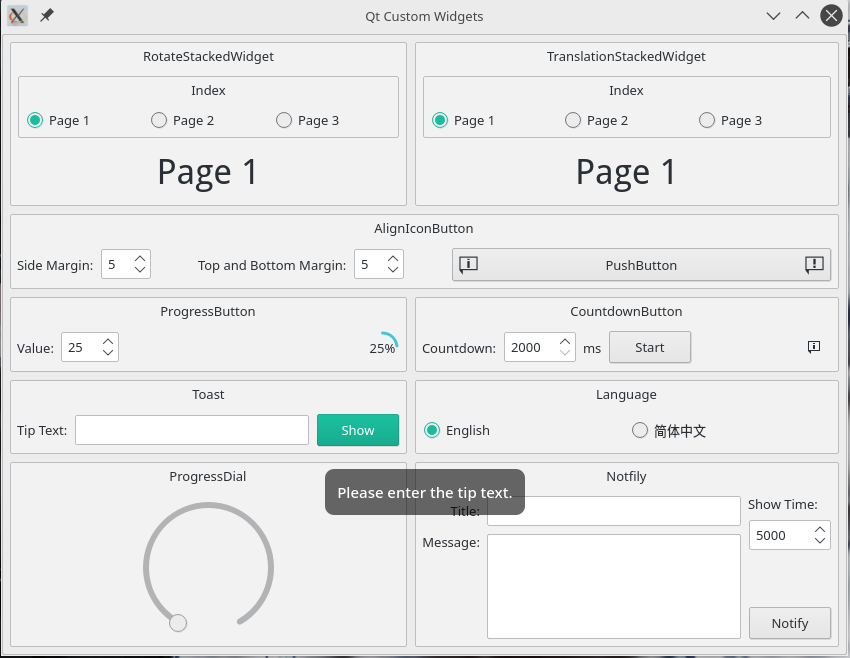 Qt Custom Widgets
RotateStackedWidget
Index
Page 1 Page 2 Page 3
Page 1
TranslationStackedWidget
Index
Page 1 Page 2 Page 3
Page 1
AlignIconButton
Side Margin: 5 Top and Bottom Margin: 5 PushButton
ProgressButton
Value: 25 25%
CountdownButton
Countdown: 2000 ms Start
Toast
Tip Text: Show
Language
English 简体中文
ProgressDial
Please enter the tip text.
Notfily
Title:
Show Time:
5000
Message:
Notify